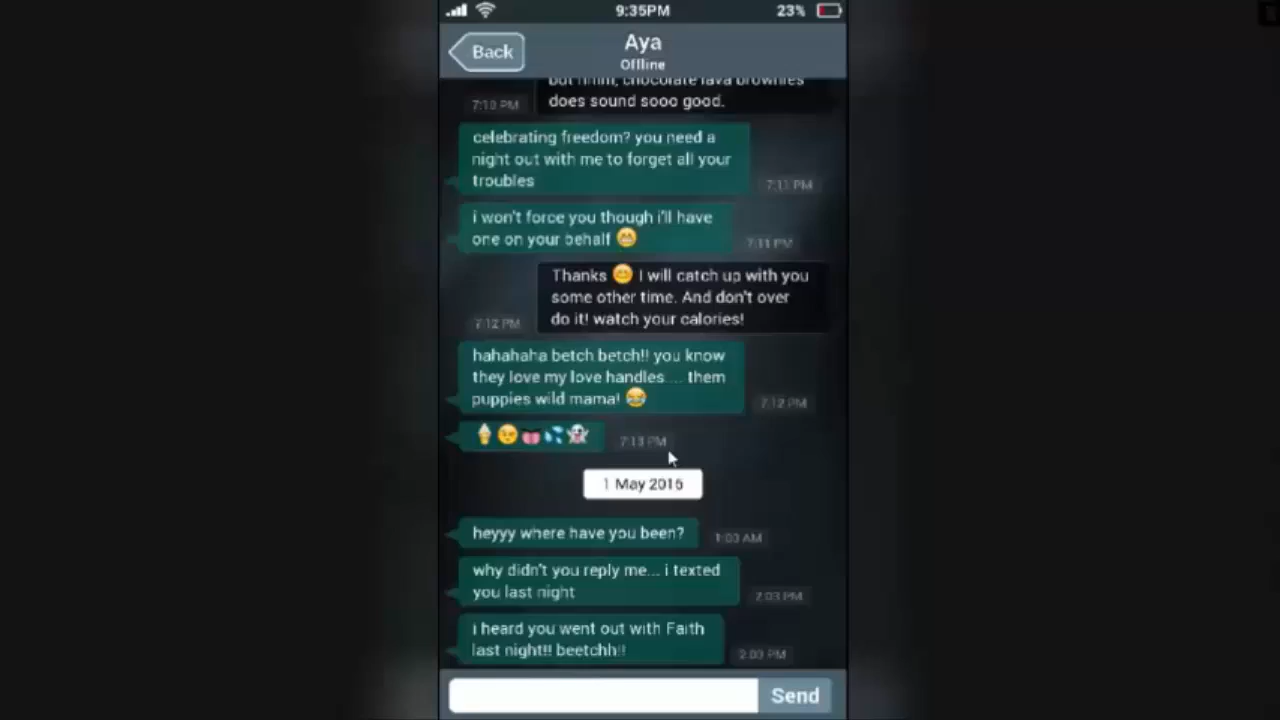 9:35PM
23%
Back
Aya
Offline
but hmm, chocolate lava brownies
does sound sooo good.
7:10 PM
celebrating freedom? you need a
night out with me to forget all your
troubles
7:11 PM
i won't force you though i'll have
one on your behalf 😁
7:11 PM
Thanks 😊 I will catch up with you
some other time. And don't over
do it! watch your calories!
7:12 PM
hahahaha betch betch!! you know
they love my love handles.... them
puppies wild mama! 😂
7:12 PM
7:13 PM
1 May 2016
heyyy where have you been?
1:03 AM
why didn't you reply me... i texted
you last night
2:03 PM
i heard you went out with Faith
last night!! beetchh!!
2:03 PM
Send